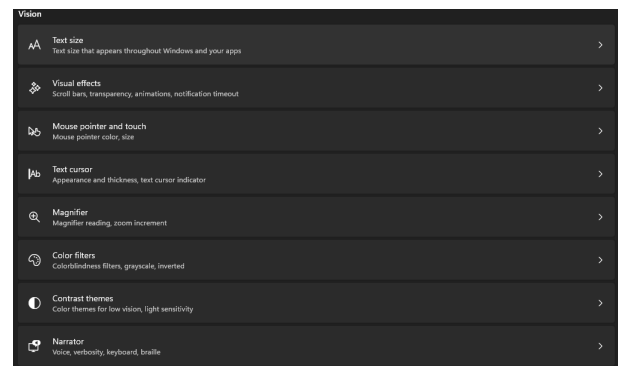 Vision
Text size
Text size that appears throughout Windows and your apps
Visual effects
Scroll bars, transparency, animations, notification timeout
Mouse pointer and touch
Mouse pointer color, size
Ab
Text cursor
Appearance and thickness, text cursor indicator
Magnifier
Magnifier reading, zoom increment
Color filters
Colorblindness filters, grayscale, inverted
Contrast themes
Color themes for low vision, light sensitivity
Narrator
Voice, verbosity, keyboard, braille